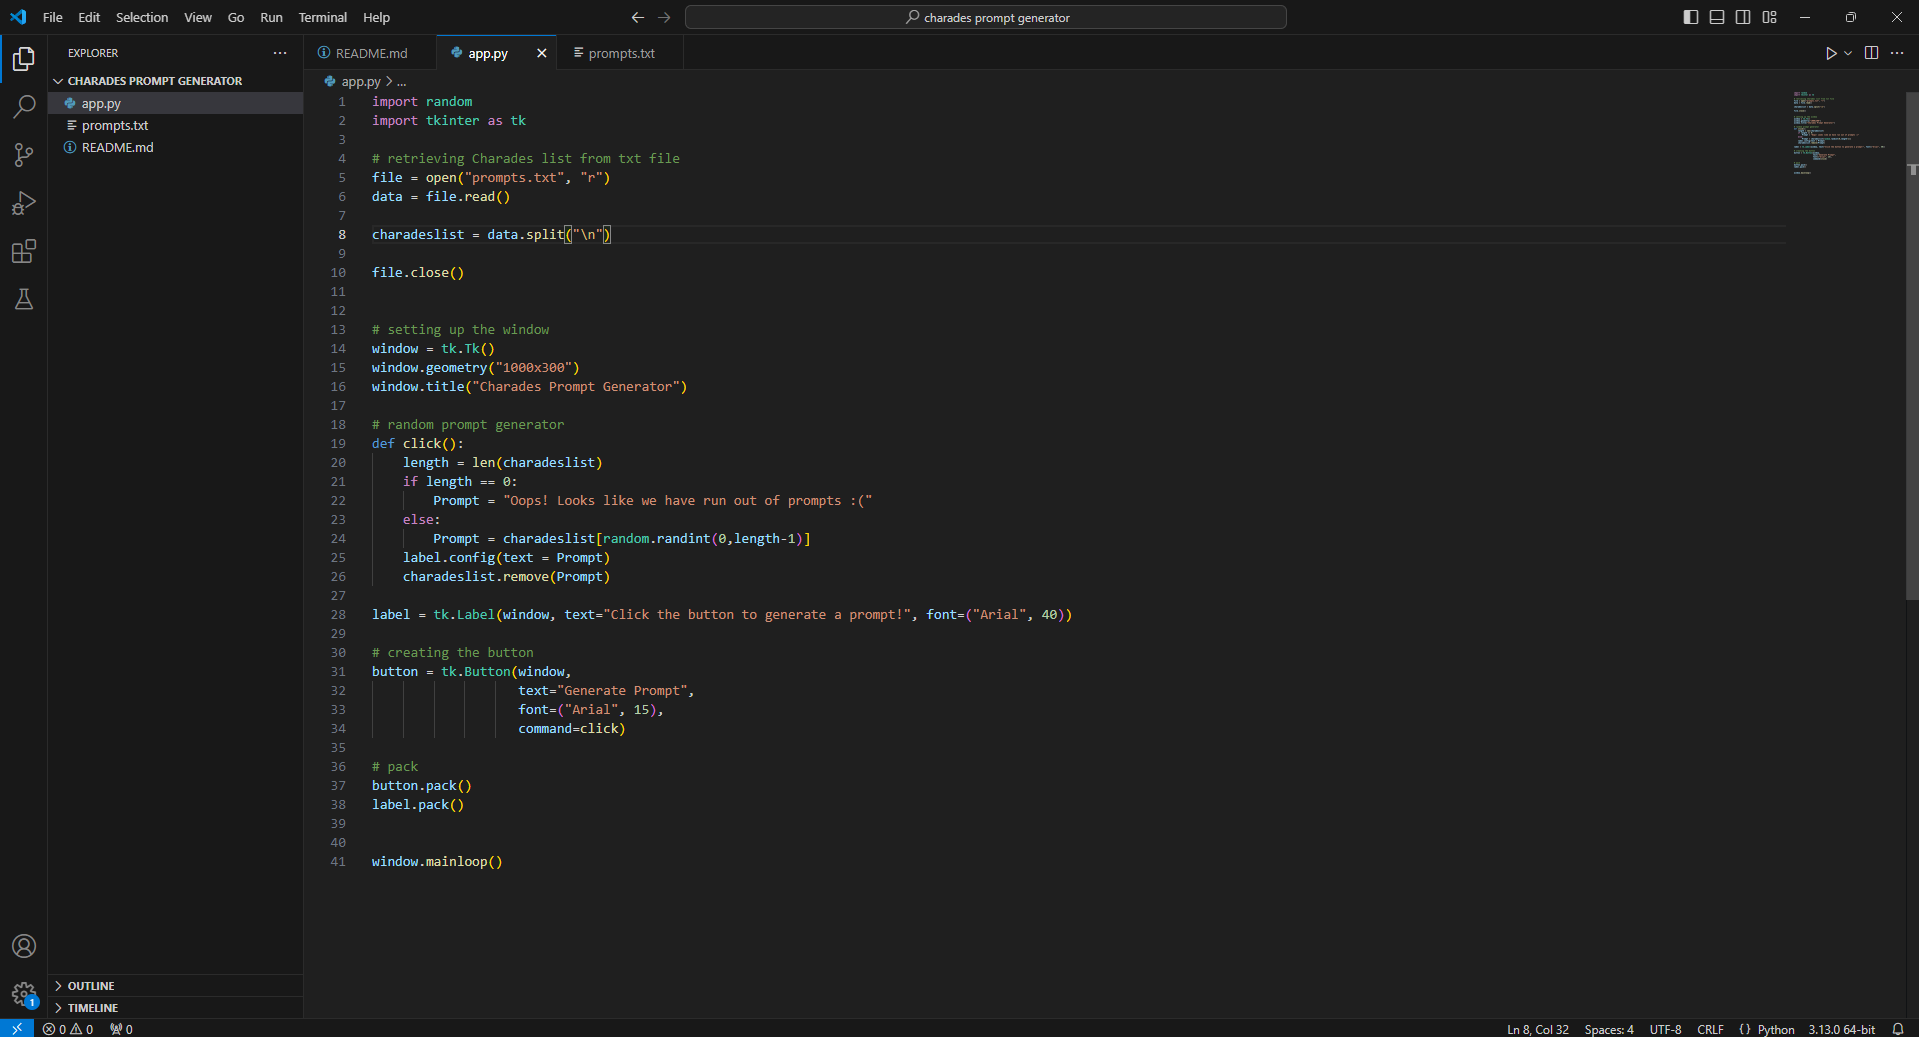 File Edit Selection View Go Run Terminal Help
charades prompt generator
EXPLORER
CHARADES PROMPT GENERATOR
app.py
prompts.txt
README.md
README.md app.py prompts.txt
app.py > ...
1 import random
2 import tkinter as tk
3
4 # retrieving Charades list from txt file
5 file = open("prompts.txt", "r")
6 data = file.read()
7
8 charadeslist = data.split("\n")
9
10 file.close()
11
12
13 # setting up the window
14 window = tk.Tk()
15 window.geometry("1000x300")
16 window.title("Charades Prompt Generator")
17
18 # random prompt generator
19 def click():
20     length = len(charadeslist)
21     if length == 0:
22         Prompt = "Oops! Looks like we have run out of prompts :("
23     else:
24         Prompt = charadeslist[random.randint(0,length-1)]
25     label.config(text = Prompt)
26     charadeslist.remove(Prompt)
27
28 label = tk.Label(window, text="Click the button to generate a prompt!", font=("Arial", 40))
29
30 # creating the button
31 button = tk.Button(window,
32                    text="Generate Prompt",
33                    font=("Arial", 15),
34                    command=click)
35
36 # pack
37 button.pack()
38 label.pack()
39
40
41 window.mainloop()
OUTLINE
TIMELINE
1
0 0 0
Ln 8, Col 32 Spaces: 4 UTF-8 CRLF {} Python 3.13.0 64-bit